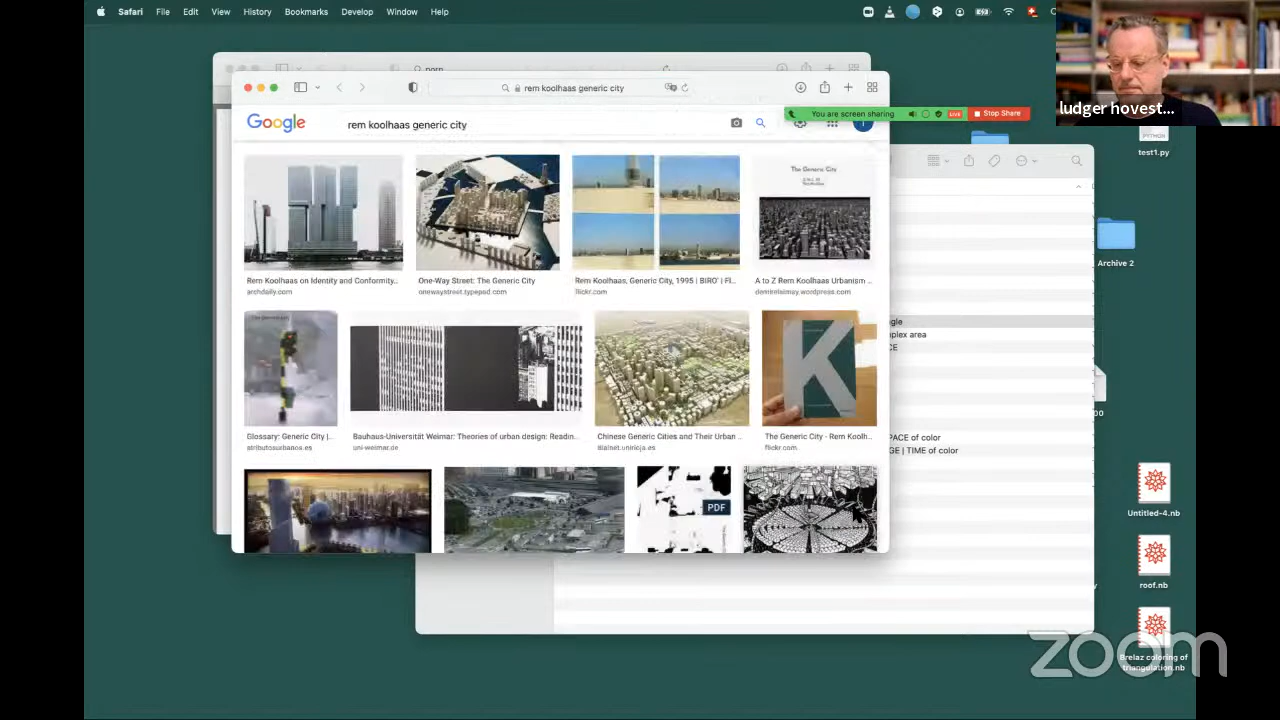 Safari File Edit View History Bookmarks Develop Window Help
ludger hovest...
rem koolhaas generic city
You are screen sharing LIVE Stop Share
Google rem koolhaas generic city
test1.py
The Generic City
Rem Koolhaas on Identity and Conformity...
archdaily.com
One-Way Street: The Generic City
onewaystreet.typepad.com
Rem Koolhaas, Generic City, 1995 | BIRO' | Fl...
flickr.com
A to Z Rem Koolhaas Urbanism ...
Archive 2
K
PACE of color
GE | TIME of color
Glossary: Generic City |...
atributosurbanos.es
Bauhaus-Universität Weimar: Theories of urban design: Readin...
uni-weimar.de
Chinese Generic Cities and Their Urban ...
dialnet.unirioja.es
The Generic City - Rem Koolh...
flickr.com
PDF
Untitled-4.nb
roof.nb
Brelaz coloring of
triangulation.nb
zoom